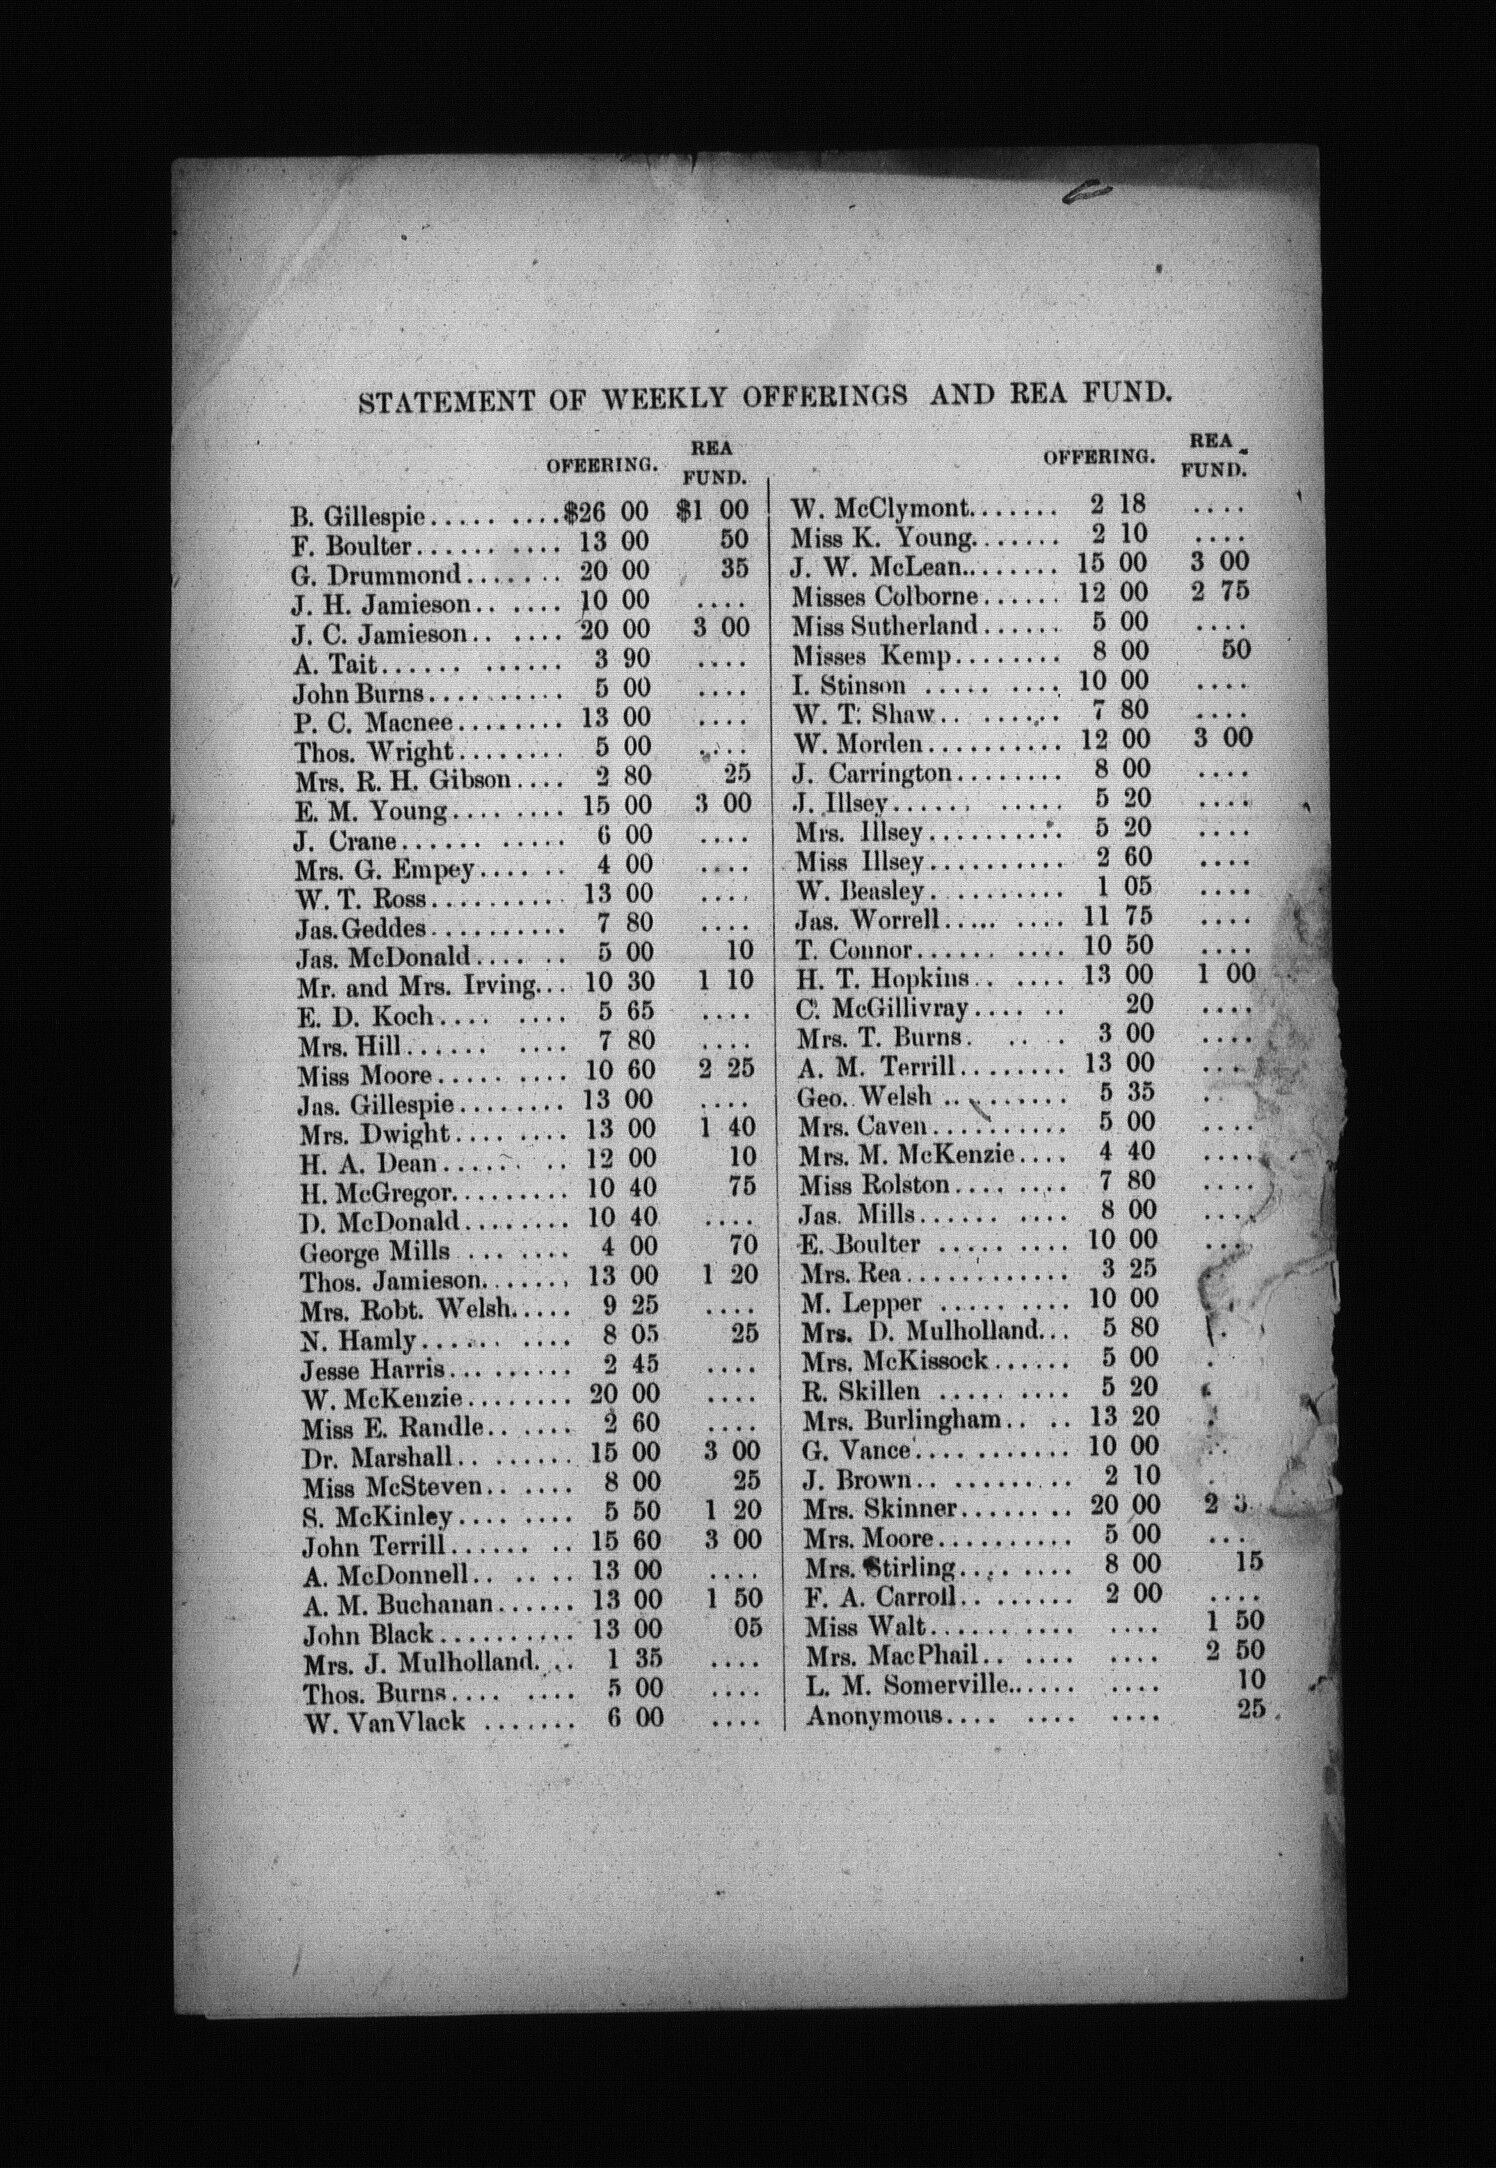 STATEMENT OF WEEKLY OFFERINGS AND REA FUND.
OFEERING. REA FUND.
B. Gillespie.............$26 00 $1 00
F. Boulter........... 13 00 50
G. Drummond....... 20 00 35
J. H. Jamieson...... 10 00 ....
J. C. Jamieson...... 20 00 3 00
A. Tait............ 3 90 ....
John Burns.......... 5 00 ....
P. C. Macnee........ 13 00 ....
Thos. Wright........ 5 00 ....
Mrs. R. H. Gibson.... 2 80 25
E. M. Young........ 15 00 3 00
J. Crane........... 6 00 ....
Mrs. G. Empey...... 4 00 ....
W. T. Ross.......... 13 00 ....
Jas. Geddes.......... 7 80 ....
Jas. McDonald...... 5 00 10
Mr. and Mrs. Irving... 10 30 1 10
E. D. Koch........ 5 65 ....
Mrs. Hill.......... 7 80 ....
Miss Moore.......... 10 60 2 25
Jas. Gillespie........ 13 00 ....
Mrs. Dwight........ 13 00 1 40
H. A. Dean........ 12 00 10
H. McGregor......... 10 40 75
D. McDonald........ 10 40 ....
George Mills ....... 4 00 70
Thos. Jamieson....... 13 00 1 20
Mrs. Robt. Welsh..... 9 25 ....
N. Hamly.......... 8 05 25
Jesse Harris......... 2 45 ....
W. McKenzie........ 20 00 ....
Miss E. Randle...... 2 60 ....
Dr. Marshall......... 15 00 3 00
Miss McSteven...... 8 00 25
S. McKinley........ 5 50 1 20
John Terrill........ 15 60 3 00
A. McDonnell...... 13 00 ....
A. M. Buchanan...... 13 00 1 50
John Black.......... 13 00 05
Mrs. J. Mulholland.... 1 35 ....
Thos. Burns........ 5 00 ....
W. VanVlack ....... 6 00 ....
OFFERING. REA FUND.
W. McClymont....... 2 18 ....
Miss K. Young....... 2 10 ....
J. W. McLean........ 15 00 3 00
Misses Colborne...... 12 00 2 75
Miss Sutherland...... 5 00 ....
Misses Kemp........ 8 00 50
I. Stinson ......... 10 00 ....
W. T. Shaw........ 7 80 ....
W. Morden.......... 12 00 3 00
J. Carrington........ 8 00 ....
J. Illsey........... 5 20 ....
Mrs. Illsey.......... 5 20 ....
Miss Illsey.......... 2 60 ....
W. Beasley.......... 1 05 ....
Jas. Worrell......... 11 75 ....
T. Connor.......... 10 50 ....
H. T. Hopkins...... 13 00 1 00
C. McGillivray...... 20 ....
Mrs. T. Burns..... 3 00 ....
A. M. Terrill........ 13 00 ....
Geo. Welsh ......... 5 35 .
Mrs. Caven.......... 5 00 ....
Mrs. M. McKenzie.... 4 40 ....
Miss Rolston........ 7 80 ....
Jas. Mills.......... 8 00 ....
E. Boulter ......... 10 00 ....
Mrs. Rea............ 3 25
M. Lepper ......... 10 00
Mrs. D. Mulholland... 5 80 .
Mrs. McKissock...... 5 00 .
R. Skillen ......... 5 20 .
Mrs. Burlingham.... 13 20 .
G. Vance........... 10 00 .
J. Brown.......... 2 10 .
Mrs. Skinner........ 20 00 2
Mrs. Moore.......... 5 00 ...
Mrs. Stirling........ 8 00 15
F. A. Carroll........ 2 00 ....
Miss Walt.......... .... 1 50
Mrs. MacPhail...... .... 2 50
L. M. Somerville...... .... 10
Anonymous........ .... 25